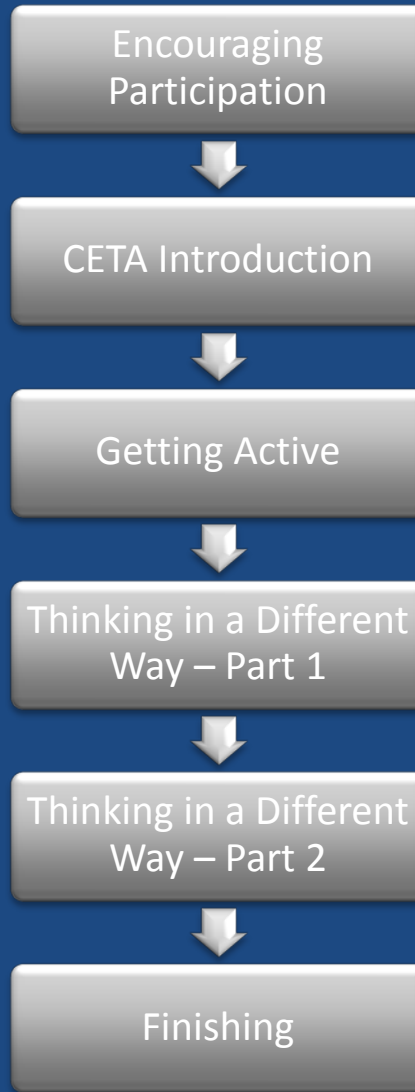 Encouraging
Participation
CETA Introduction
Getting Active
Thinking in a Different
Way – Part 1
Thinking in a Different
Way – Part 2
Finishing